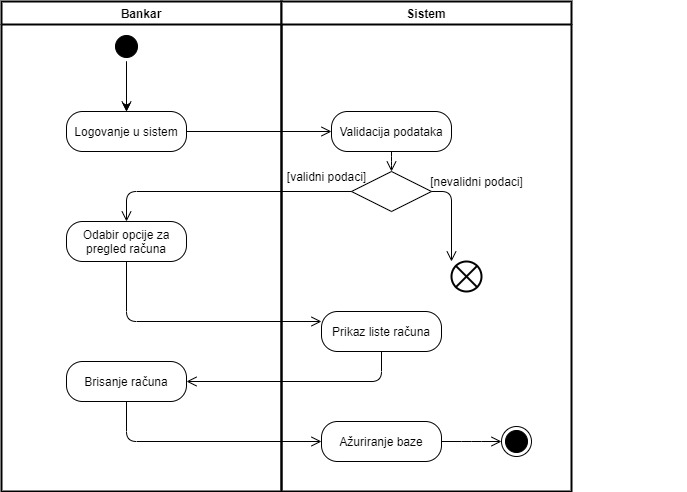 Bankar
Sistem
Logovanje u sistem
Validacija podataka
[validni podaci]
[nevalidni podaci]
Odabir opcije za
pregled računa
Prikaz liste računa
Brisanje računa
Ažuriranje baze